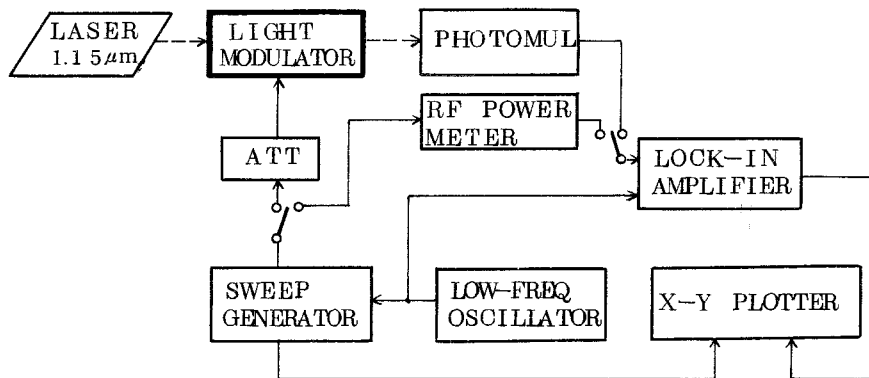 LASER
1.15μm
LIGHT
MODULATOR
PHOTOMUL
RF POWER
METER
ATT
LOCK-IN
AMPLIFIER
SWEEP
GENERATOR
LOW-FREQ
OSCILLATOR
X-Y PLOTTER